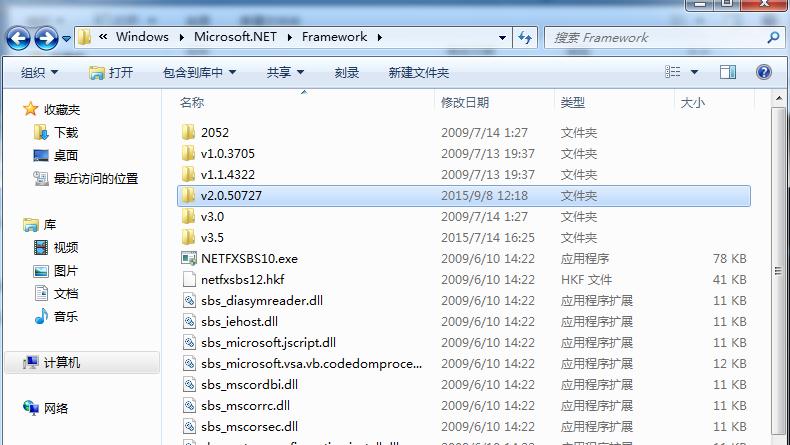 « Windows ▸ Microsoft.NET ▸ Framework ▸
搜索 Framework
组织 打开 包含到库中 共享 刻录 新建文件夹
收藏夹
下载
桌面
最近访问的位置
库
视频
图片
文档
音乐
计算机
网络
名称 修改日期 类型 大小
2052 2009/7/14 1:27 文件夹
v1.0.3705 2009/7/13 19:37 文件夹
v1.1.4322 2009/7/13 19:37 文件夹
v2.0.50727 2015/9/8 12:18 文件夹
v3.0 2009/7/14 1:27 文件夹
v3.5 2015/7/14 16:25 文件夹
NETFXSBS10.exe 2009/6/10 14:22 应用程序 78 KB
netfxsbs12.hkf 2009/6/10 14:22 HKF 文件 41 KB
sbs_diasymreader.dll 2009/6/10 14:22 应用程序扩展 11 KB
sbs_iehost.dll 2009/6/10 14:22 应用程序扩展 11 KB
sbs_microsoft.jscript.dll 2009/6/10 14:22 应用程序扩展 11 KB
sbs_microsoft.vsa.vb.codedomproce... 2009/6/10 14:22 应用程序扩展 12 KB
sbs_mscordbi.dll 2009/6/10 14:22 应用程序扩展 11 KB
sbs_mscorrc.dll 2009/6/10 14:22 应用程序扩展 11 KB
sbs_mscorsec.dll 2009/6/10 14:22 应用程序扩展 11 KB